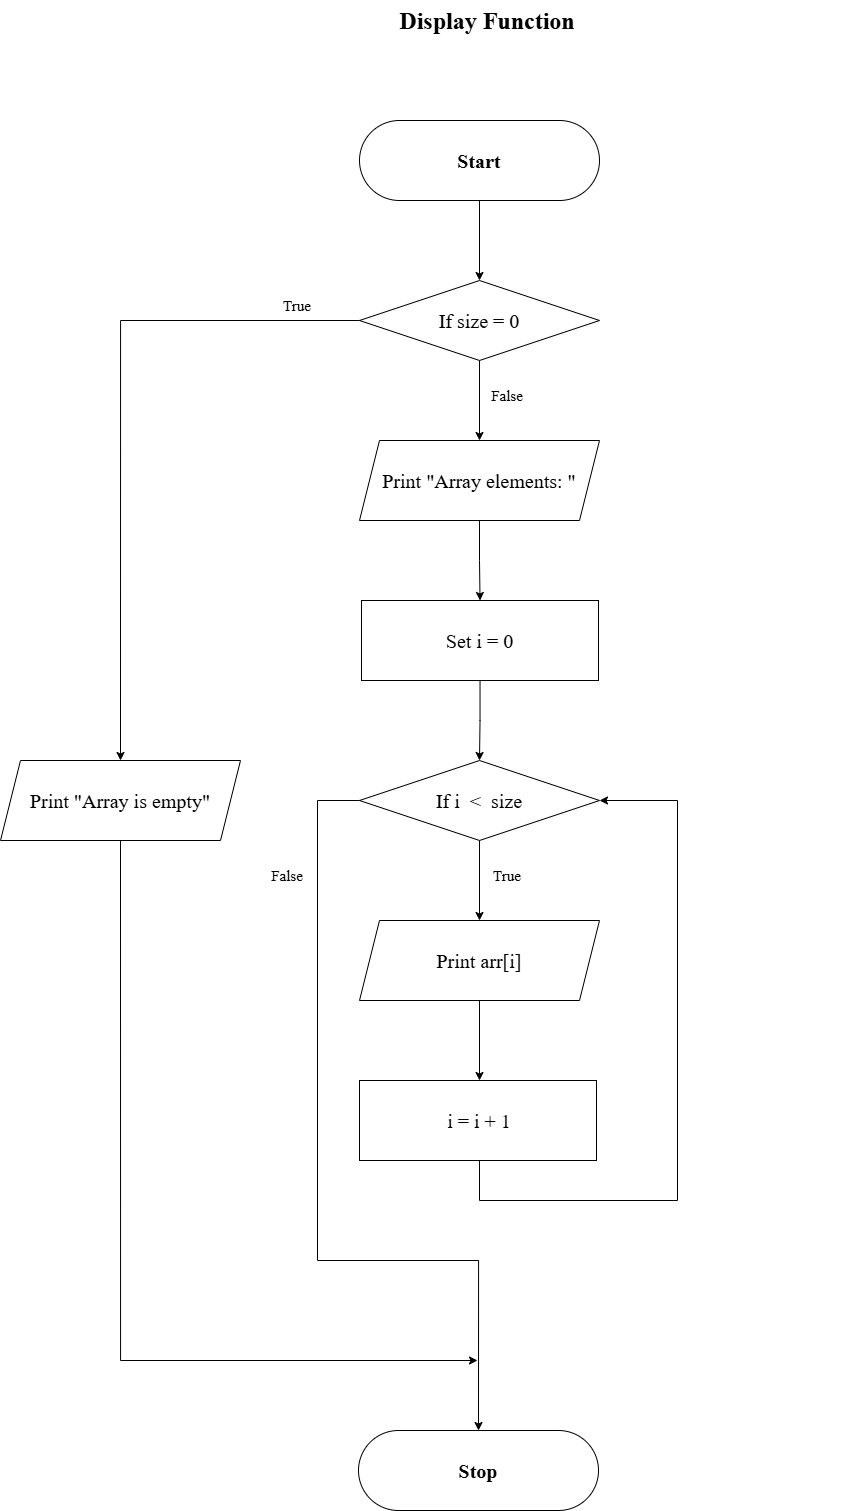 Display Function
Start
True
If size = 0
False
Print "Array elements: "
Set i = 0
Print "Array is empty"
If i < size
False
True
Print arr[i]
i = i + 1
Stop